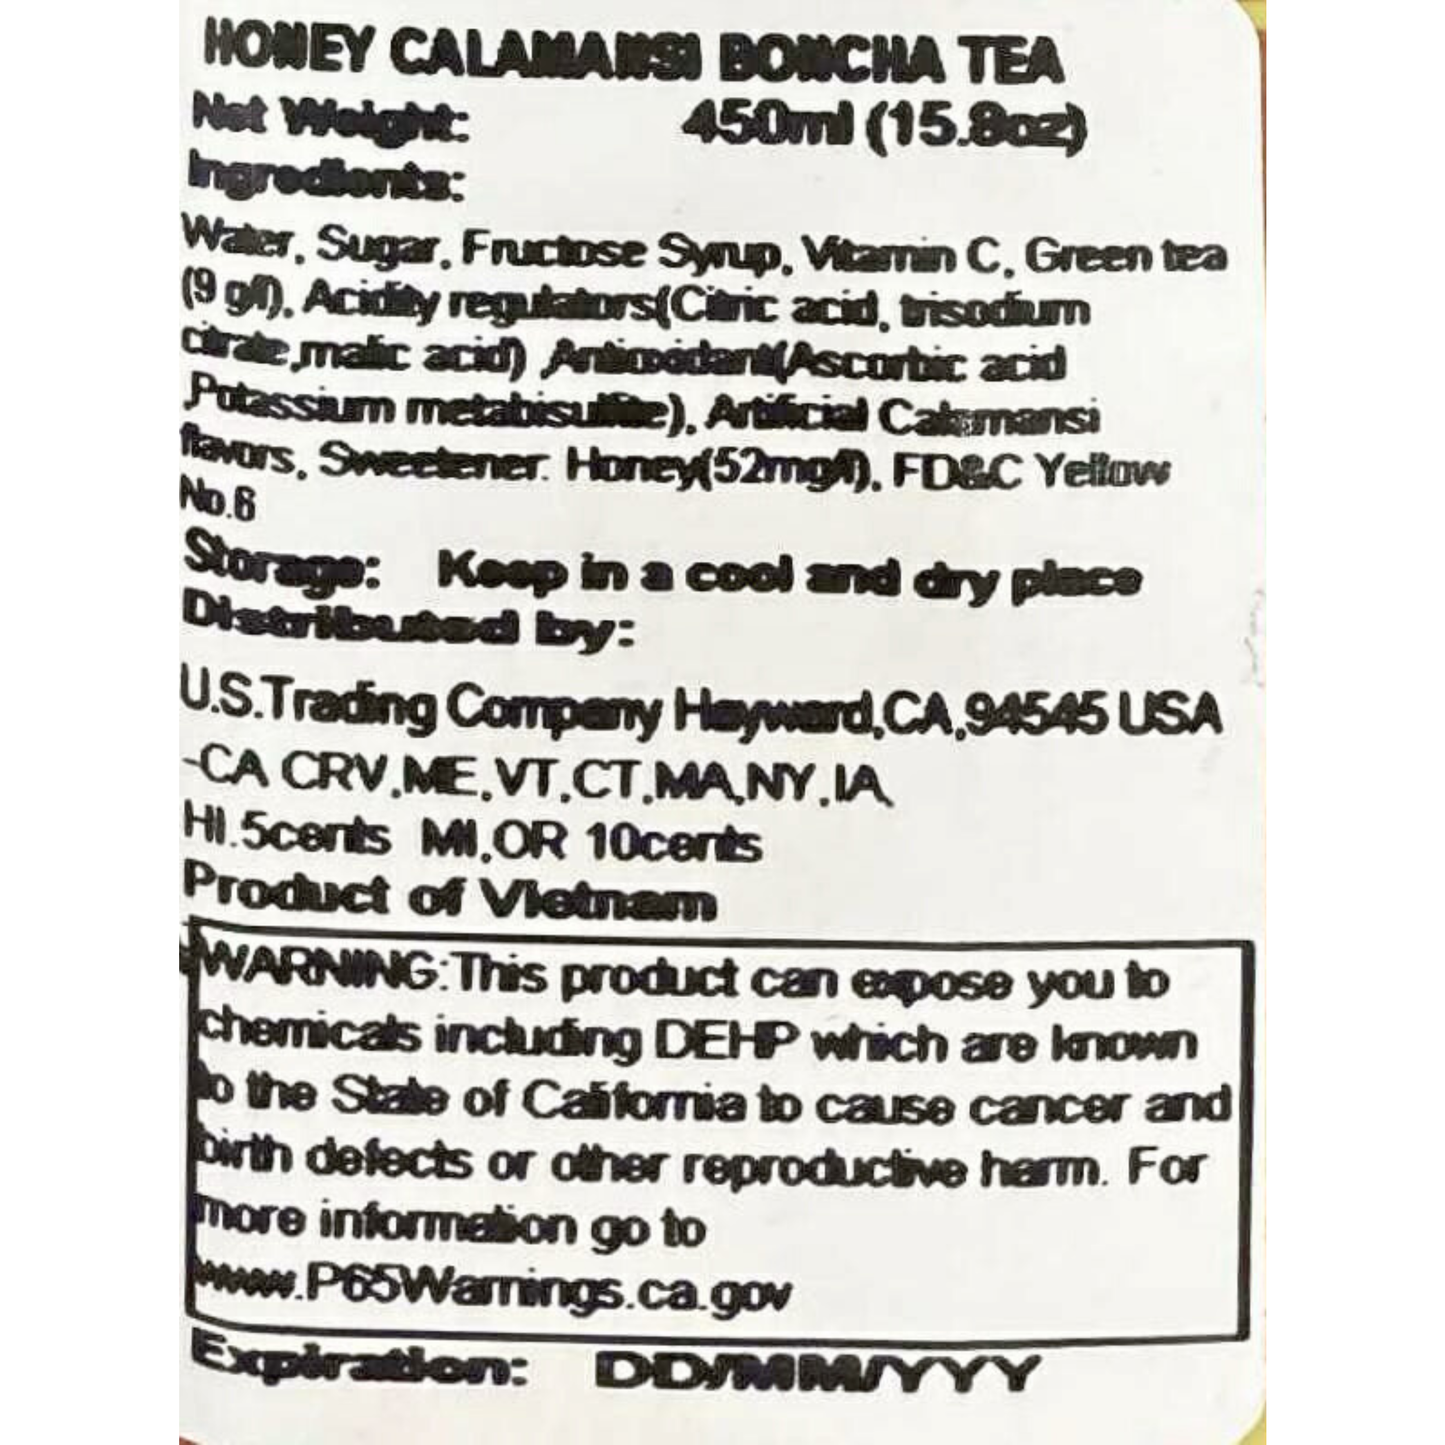 HONEY CALAMANSI BONCHA TEA
Net Weight: 450ml (15.8oz)
Ingredients:
Water, Sugar, Fructose Syrup, Vitamin C, Green tea
(9 g/l), Acidity regulators(Citric acid, trisodium
citrate,malic acid) ,Antioxidant(Ascorbic acid
,Potassium metabisulfite), Artificial Calamansi
flavors, Sweetener: Honey(52mg/l), FD&C Yellow
No.6
Storage: Keep in a cool and dry place
Distributed by:
U.S.Trading Company Hayward,CA,94545 USA
-CA CRV,ME,VT,CT,MA,NY,IA,
HI.5cents MI,OR 10cents
Product of Vietnam
WARNING:This product can expose you to
chemicals including DEHP which are known
to the State of California to cause cancer and
birth defects or other reproductive harm. For
more information go to
www.P65Warnings.ca.gov
Expiration: DD/MM/YYY